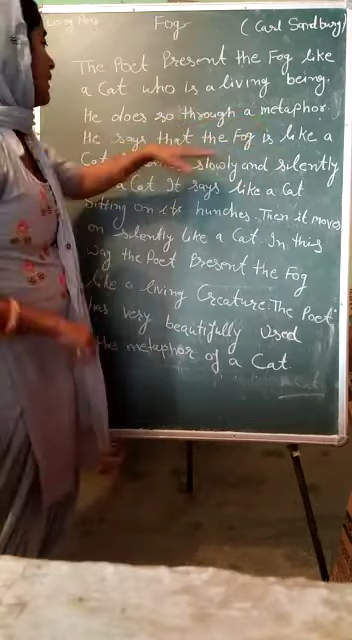 Fog (Carl Sandburg)
The Poet Present the Fog like
a Cat who is a living being.
He does so through a metaphor.
He says that the Fog is like a
Cat slowly and silently
a Cat. It says like a Cat
sitting on its hunches. Then it moves
on silently like a Cat. In this
way the Poet Present the Fog
like a living Creature. The Poet
has very beautifully used
the metaphor of a Cat